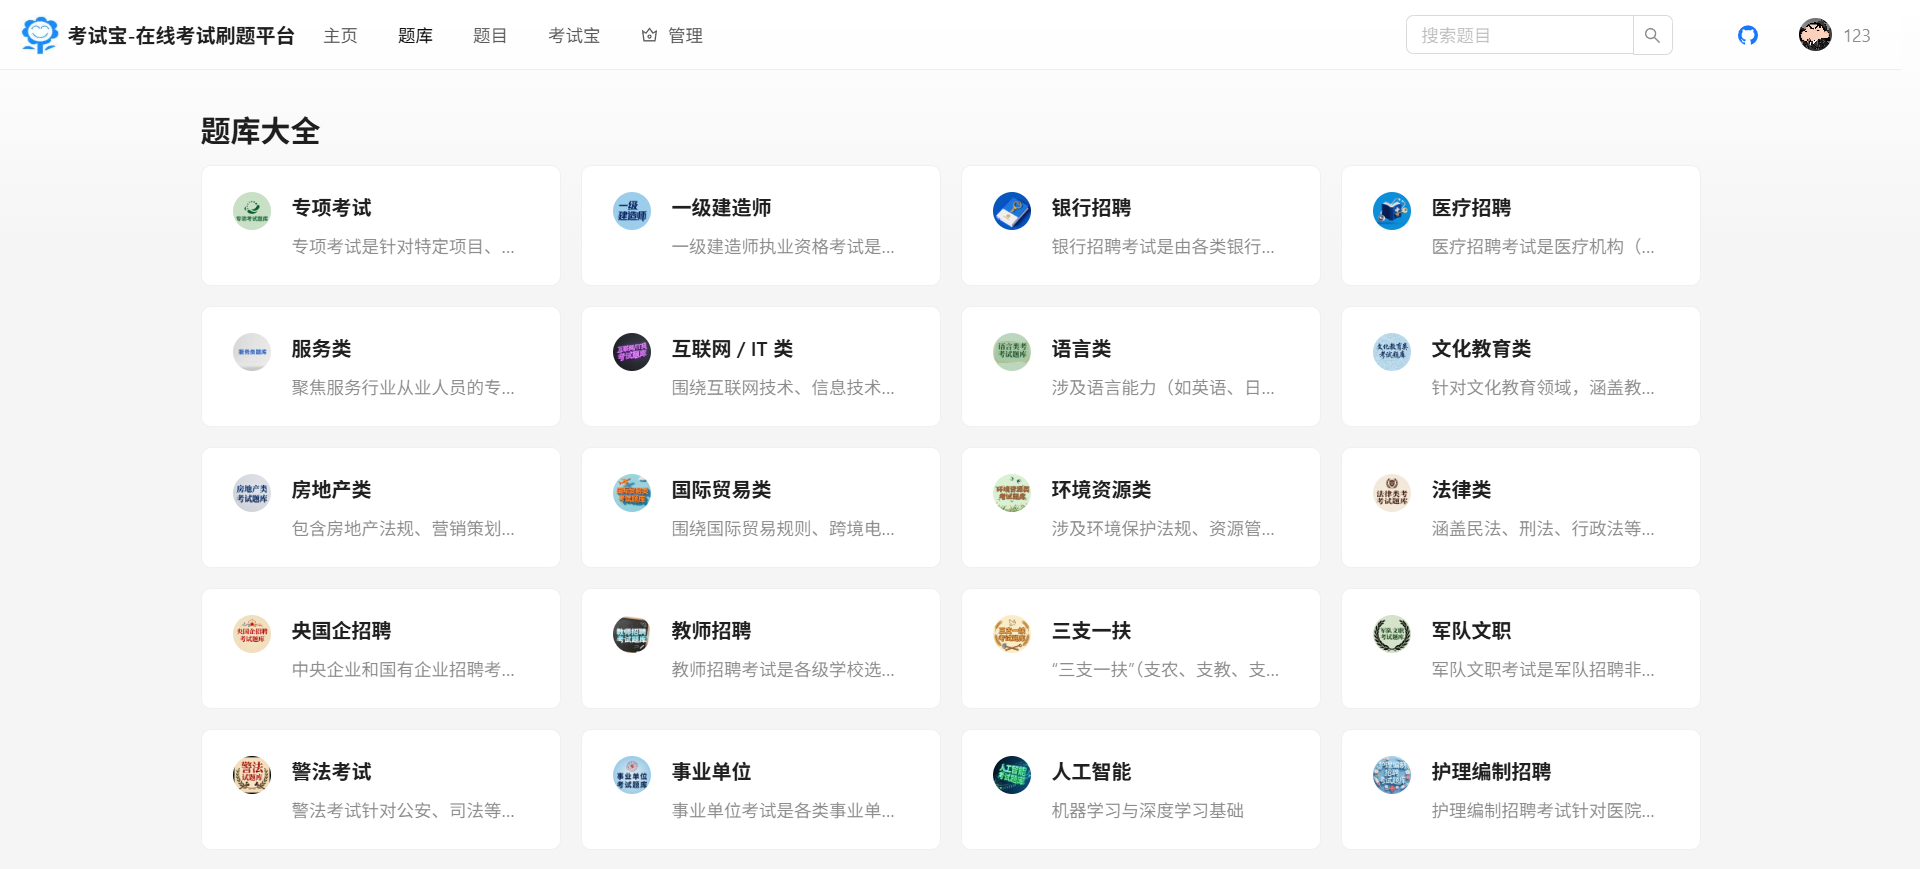 考试宝-在线考试刷题平台 主页 题库 题目 考试宝 管理 搜索题目 123
题库大全
专项考试 一级建造师 银行招聘 医疗招聘
专项考试是针对特定项目、... 一级建造师执业资格考试是... 银行招聘考试是由各类银行... 医疗招聘考试是医疗机构（...
服务类 互联网 / IT 类 语言类 文化教育类
聚焦服务行业从业人员的专... 围绕互联网技术、信息技术... 涉及语言能力（如英语、日... 针对文化教育领域，涵盖教...
房地产类 国际贸易类 环境资源类 法律类
包含房地产法规、营销策划... 围绕国际贸易规则、跨境电... 涉及环境保护法规、资源管... 涵盖民法、刑法、行政法等...
央国企招聘 教师招聘 三支一扶 军队文职
中央企业和国有企业招聘考... 教师招聘考试是各级学校选... “三支一扶”（支农、支教、支... 军队文职考试是军队招聘非...
警法考试 事业单位 人工智能 护理编制招聘
警法考试针对公安、司法等... 事业单位考试是各类事业单... 机器学习与深度学习基础 护理编制招聘考试针对医院...